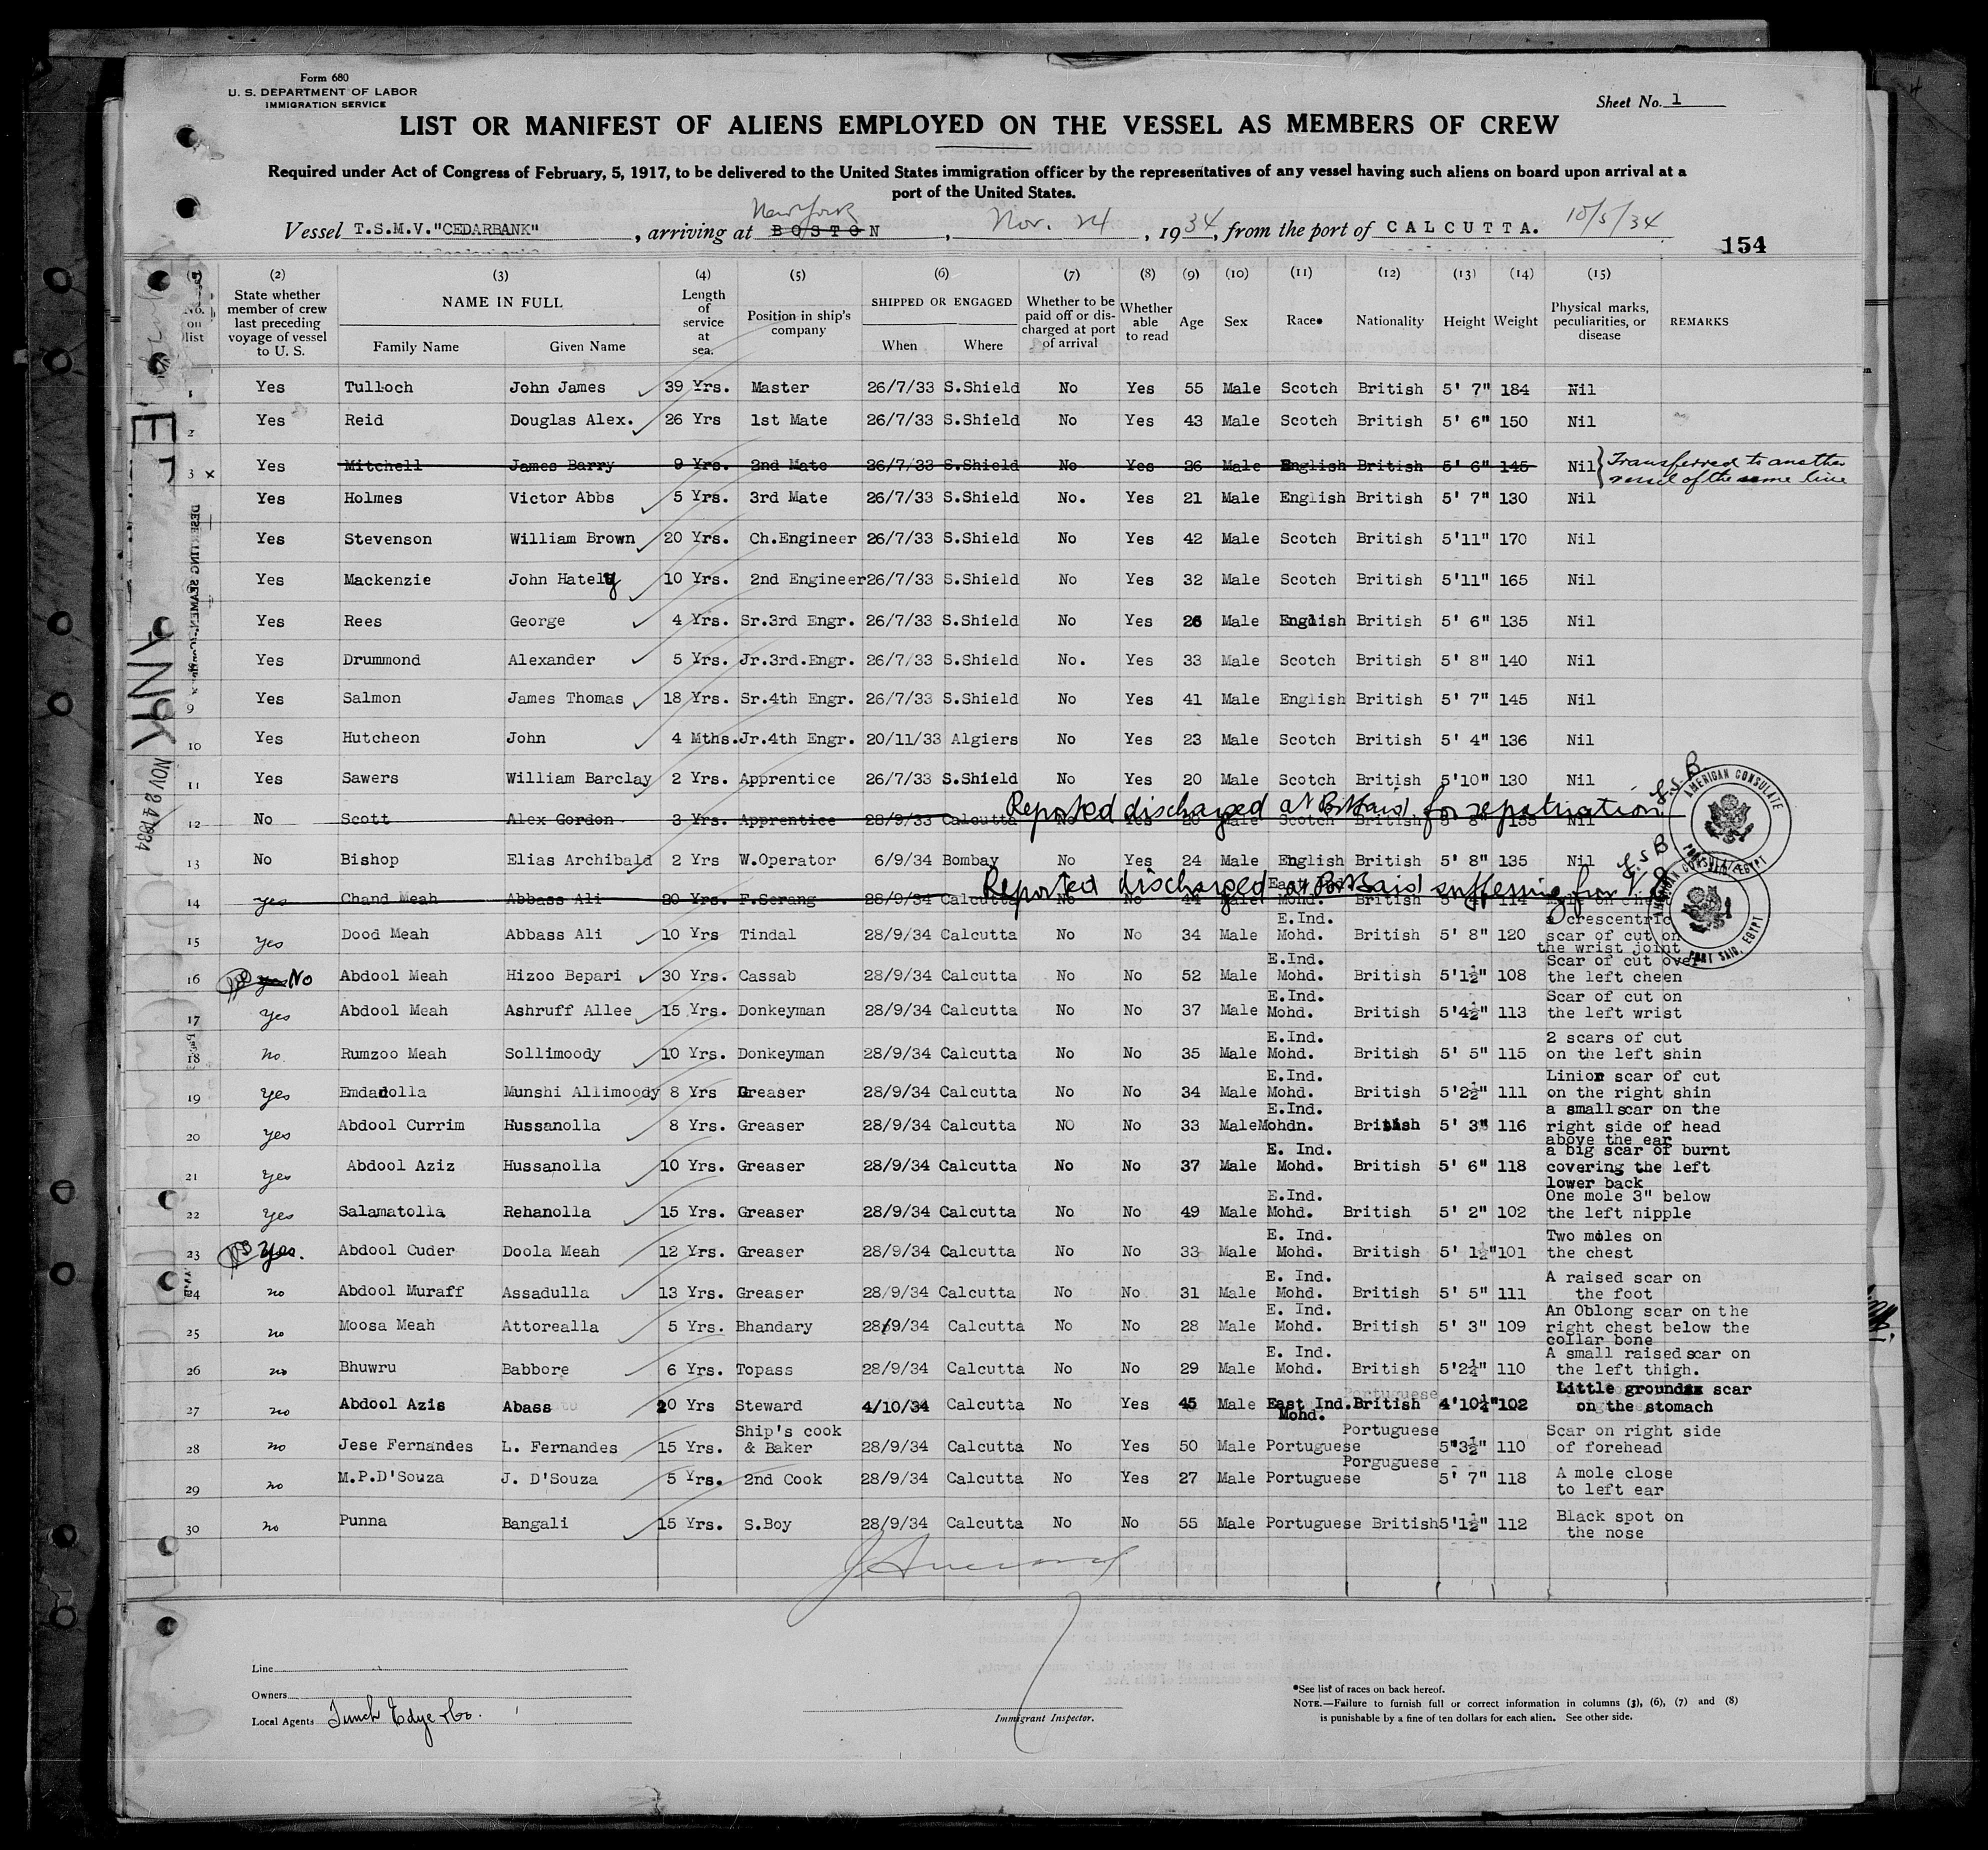 Form 680
U. S. DEPARTMENT OF LABOR
IMMIGRATION SERVICE
Sheet No. 1
LIST OR MANIFEST OF ALIENS EMPLOYED ON THE VESSEL AS MEMBERS OF CREW
Required under Act of Congress of February, 5, 1917, to be delivered to the United States immigration officer by the representatives of any vessel having such aliens on board upon arrival at a
port of the United States.
New York
Vessel T.S.M.V."CEDARBANK", arriving at BOSTON, Nov. 24, 1934, from the port of CALCUTTA. 10/5/34
154
(2) (3) (4) (5) (6) (7) (8) (9) (10) (11) (12) (13) (14) (15)
No. on list
State whether member of crew last preceding voyage of vessel to U. S.
NAME IN FULL
Family Name Given Name
Length of service at sea.
Position in ship's company
SHIPPED OR ENGAGED
When Where
Whether to be paid off or discharged at port of arrival
Whether able to read
Age Sex Race* Nationality Height Weight
Physical marks, peculiarities, or disease
REMARKS
1 Yes Tulloch John James 39 Yrs. Master 26/7/33 S.Shield No Yes 55 Male Scotch British 5' 7" 184 Nil
2 Yes Reid Douglas Alex. 26 Yrs 1st Mate 26/7/33 S.Shield No Yes 43 Male Scotch British 5' 6" 150 Nil
3 x Yes Mitchell James Barry 9 Yrs. 2nd Mate 26/7/33 S.Shield No Yes 26 Male English British 5' 6" 145 Nil Transferred to another
vessel of the same line
Yes Holmes Victor Abbs 5 Yrs. 3rd Mate 26/7/33 S.Shield No. Yes 21 Male English British 5' 7" 130 Nil
Yes Stevenson William Brown 20 Yrs. Ch.Engineer 26/7/33 S.Shield No Yes 42 Male Scotch British 5'11" 170 Nil
Yes Mackenzie John Hately 10 Yrs. 2nd Engineer 26/7/33 S.Shield No Yes 32 Male Scotch British 5'11" 165 Nil
Yes Rees George 4 Yrs. Sr.3rd Engr. 26/7/33 S.Shield No Yes 26 Male English British 5' 6" 135 Nil
Yes Drummond Alexander 5 Yrs. Jr.3rd.Engr. 26/7/33 S.Shield No. Yes 33 Male Scotch British 5' 8" 140 Nil
9 Yes Salmon James Thomas 18 Yrs. Sr.4th Engr. 26/7/33 S.Shield No Yes 41 Male English British 5' 7" 145 Nil
10 Yes Hutcheon John 4 Mths. Jr.4th Engr. 20/11/33 Algiers No Yes 23 Male Scotch British 5' 4" 136 Nil
11 Yes Sawers William Barclay 2 Yrs. Apprentice 26/7/33 S.Shield No Yes 20 Male Scotch British 5'10" 130 Nil
Reported discharged at Port Said for repatriation
12 No Scott Alex Gordon 3 Yrs. Apprentice 28/9/33 Calcutta No Yes 20 Male Scotch British 5' 8" 135 Nil
13 No Bishop Elias Archibald 2 Yrs W.Operator 6/9/34 Bombay No Yes 24 Male English British 5' 8" 135 Nil
Reported discharged at Port Said suffering from
14 yes Chand Meah Abbass Ali 20 Yrs. F.Serang 28/9/34 Calcutta No No 44 Male East Ind. Mohd. British 114
15 yes Dood Meah Abbass Ali 10 Yrs Tindal 28/9/34 Calcutta No No 34 Male E.Ind. Mohd. British 5' 8" 120 a crescentric scar of cut on the wrist joint
16 yes No Abdool Meah Hizoo Bepari 30 Yrs. Cassab 28/9/34 Calcutta No No 52 Male E.Ind. Mohd. British 5'1½" 108 Scar of cut over the left cheen
17 yes Abdool Meah Ashruff Allee 15 Yrs. Donkeyman 28/9/34 Calcutta No No 37 Male E.Ind. Mohd. British 5'4½" 113 Scar of cut on the left wrist
18 no Rumzoo Meah Sollimoody 10 Yrs. Donkeyman 28/9/34 Calcutta No No 35 Male E.Ind. Mohd. British 5' 5" 115 2 scars of cut on the left shin
19 yes Emdadolla Munshi Allimoody 8 Yrs Greaser 28/9/34 Calcutta No No 34 Male E.Ind. Mohd. British 5'2½" 111 Linior scar of cut on the right shin
20 yes Abdool Currim Hussanolla 8 Yrs. Greaser 28/9/34 Calcutta NO No 33 Male E.Ind. Mohdn. British 5' 3" 116 a small scar on the right side of head above the ear
21 yes Abdool Aziz Hussanolla 10 Yrs. Greaser 28/9/34 Calcutta No No 37 Male E. Ind. Mohd. British 5' 6" 118 a big scar of burnt covering the left lower back
22 yes Salamatolla Rehanolla 15 Yrs. Greaser 28/9/34 Calcutta No No 49 Male E.Ind. Mohd. British 5' 2" 102 One mole 3" below the left nipple
23 Yes. Abdool Cuder Doola Meah 12 Yrs. Greaser 28/9/34 Calcutta No No 33 Male E. Ind. Mohd. British 5' 1½" 101 Two moles on the chest
24 no Abdool Muraff Assadulla 13 Yrs. Greaser 28/9/34 Calcutta No No 31 Male E. Ind. Mohd. British 5' 5" 111 A raised scar on the foot
25 no Moosa Meah Attorealla 5 Yrs. Bhandary 28/9/34 Calcutta No No 28 Male E. Ind. Mohd. British 5' 3" 109 An Oblong scar on the right chest below the collar bone
26 no Bhuwru Babbore 6 Yrs. Topass 28/9/34 Calcutta No No 29 Male E. Ind. Mohd. British 5'2¼" 110 A small raised scar on the left thigh.
27 no Abdool Azis Abass 20 Yrs Steward 4/10/34 Calcutta No Yes 45 Male East Ind. Mohd. British 4'10¼" 102 Little ground scar on the stomach
28 no Jese Fernandes L. Fernandes 15 Yrs. Ship's cook & Baker 28/9/34 Calcutta No Yes 50 Male Portuguese Portuguese 5"3½" 110 Scar on right side of forehead
29 no M.P.D'Souza J. D'Souza 5 Yrs. 2nd Cook 28/9/34 Calcutta No Yes 27 Male Portuguese Porguguese 5' 7" 118 A mole close to left ear
30 no Punna Bangali 15 Yrs. S.Boy 28/9/34 Calcutta No No 55 Male Portuguese British 5'1½" 112 Black spot on the nose
AMERICAN CONSULATE
PORT SAID, EGYPT
NOV 24 1934
Line
Owners
Local Agents Funch Edye & Co.
Immigrant Inspector.
*See list of races on back hereof.
NOTE.—Failure to furnish full or correct information in columns (3), (6), (7) and (8)
is punishable by a fine of ten dollars for each alien. See other side.